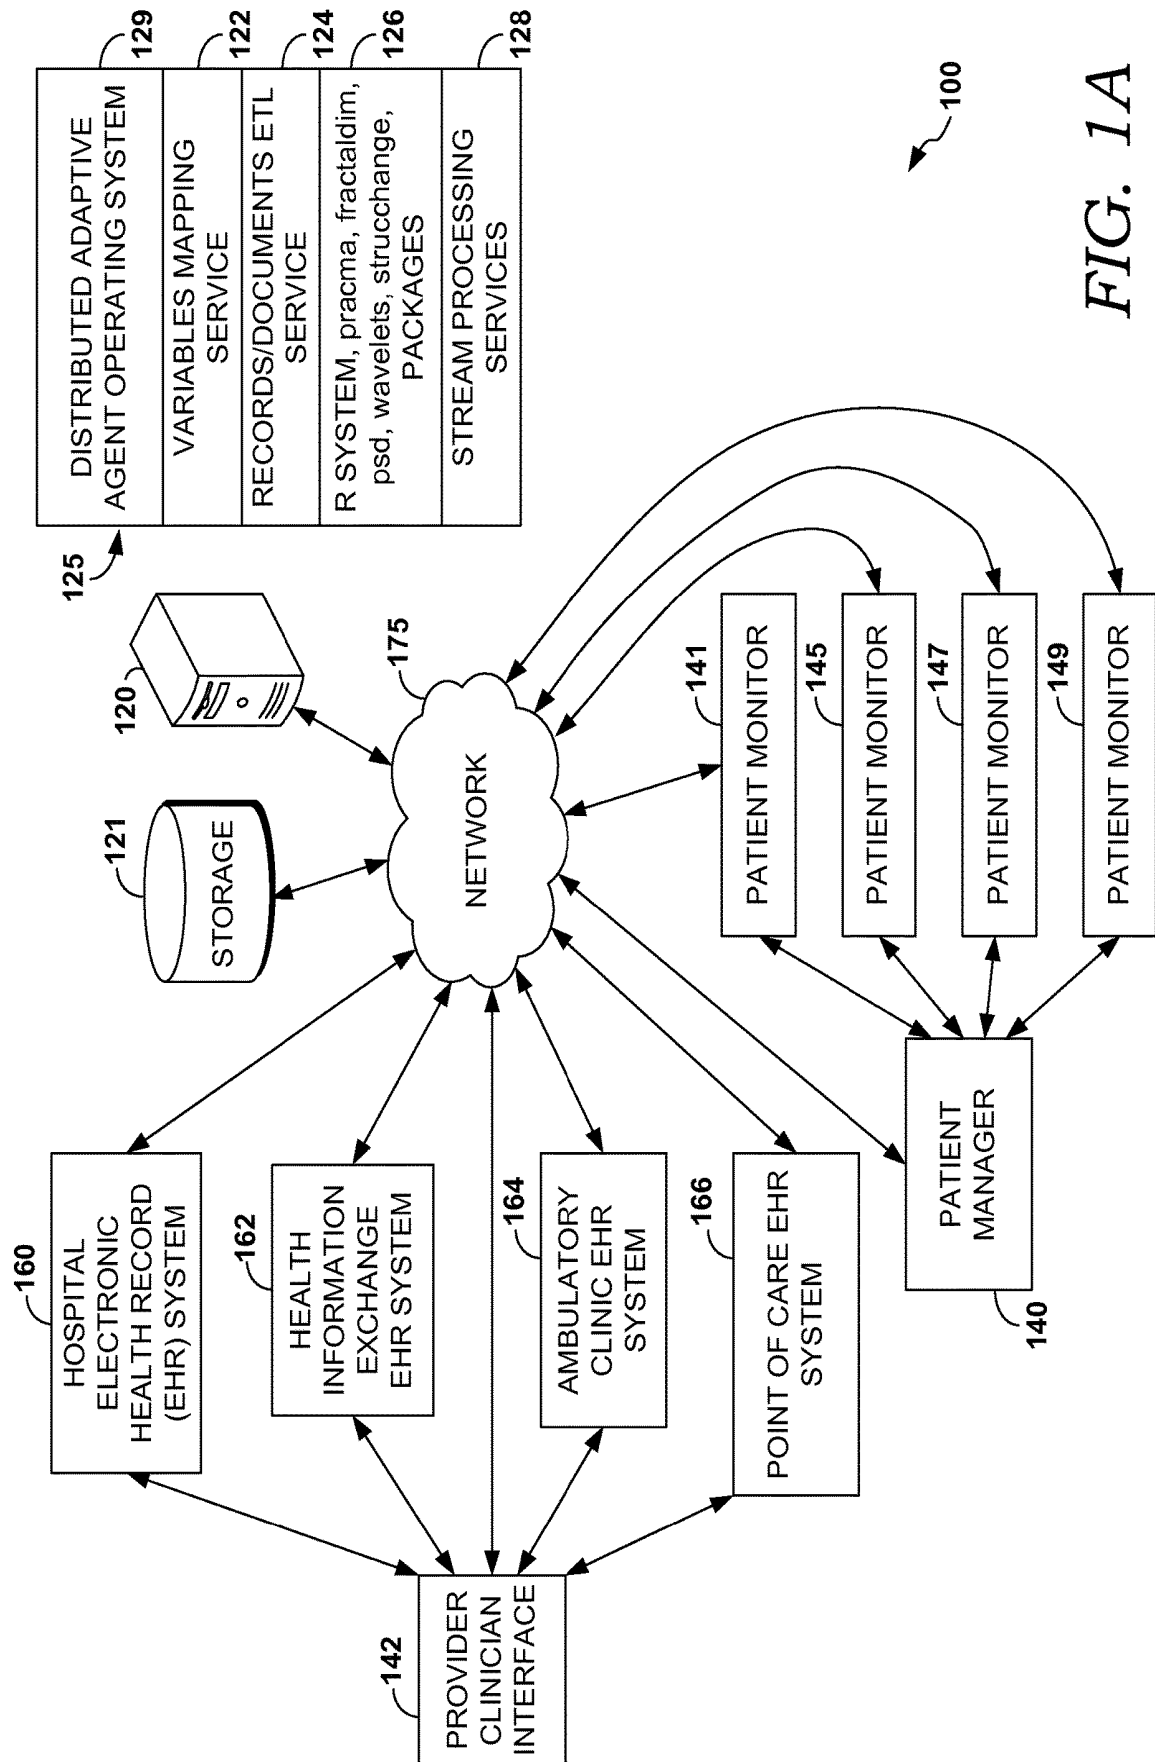 160
HOSPITAL
ELECTRONIC
HEALTH RECORD
(EHR) SYSTEM
121
STORAGE
120
125
DISTRIBUTED ADAPTIVE
AGENT OPERATING SYSTEM
129
VARIABLES MAPPING
SERVICE
122
RECORDS/DOCUMENTS ETL
SERVICE
124
R SYSTEM, pracma, fractaldim,
psd, wavelets, strucchange,
PACKAGES
126
STREAM PROCESSING
SERVICES
128
142
PROVIDER
CLINICIAN
INTERFACE
162
HEALTH
INFORMATION
EXCHANGE
EHR SYSTEM
164
AMBULATORY
CLINIC EHR
SYSTEM
166
POINT OF CARE EHR
SYSTEM
175
NETWORK
141
PATIENT MONITOR
145
PATIENT MONITOR
147
PATIENT MONITOR
149
PATIENT MONITOR
PATIENT
MANAGER
140
100
FIG. 1A